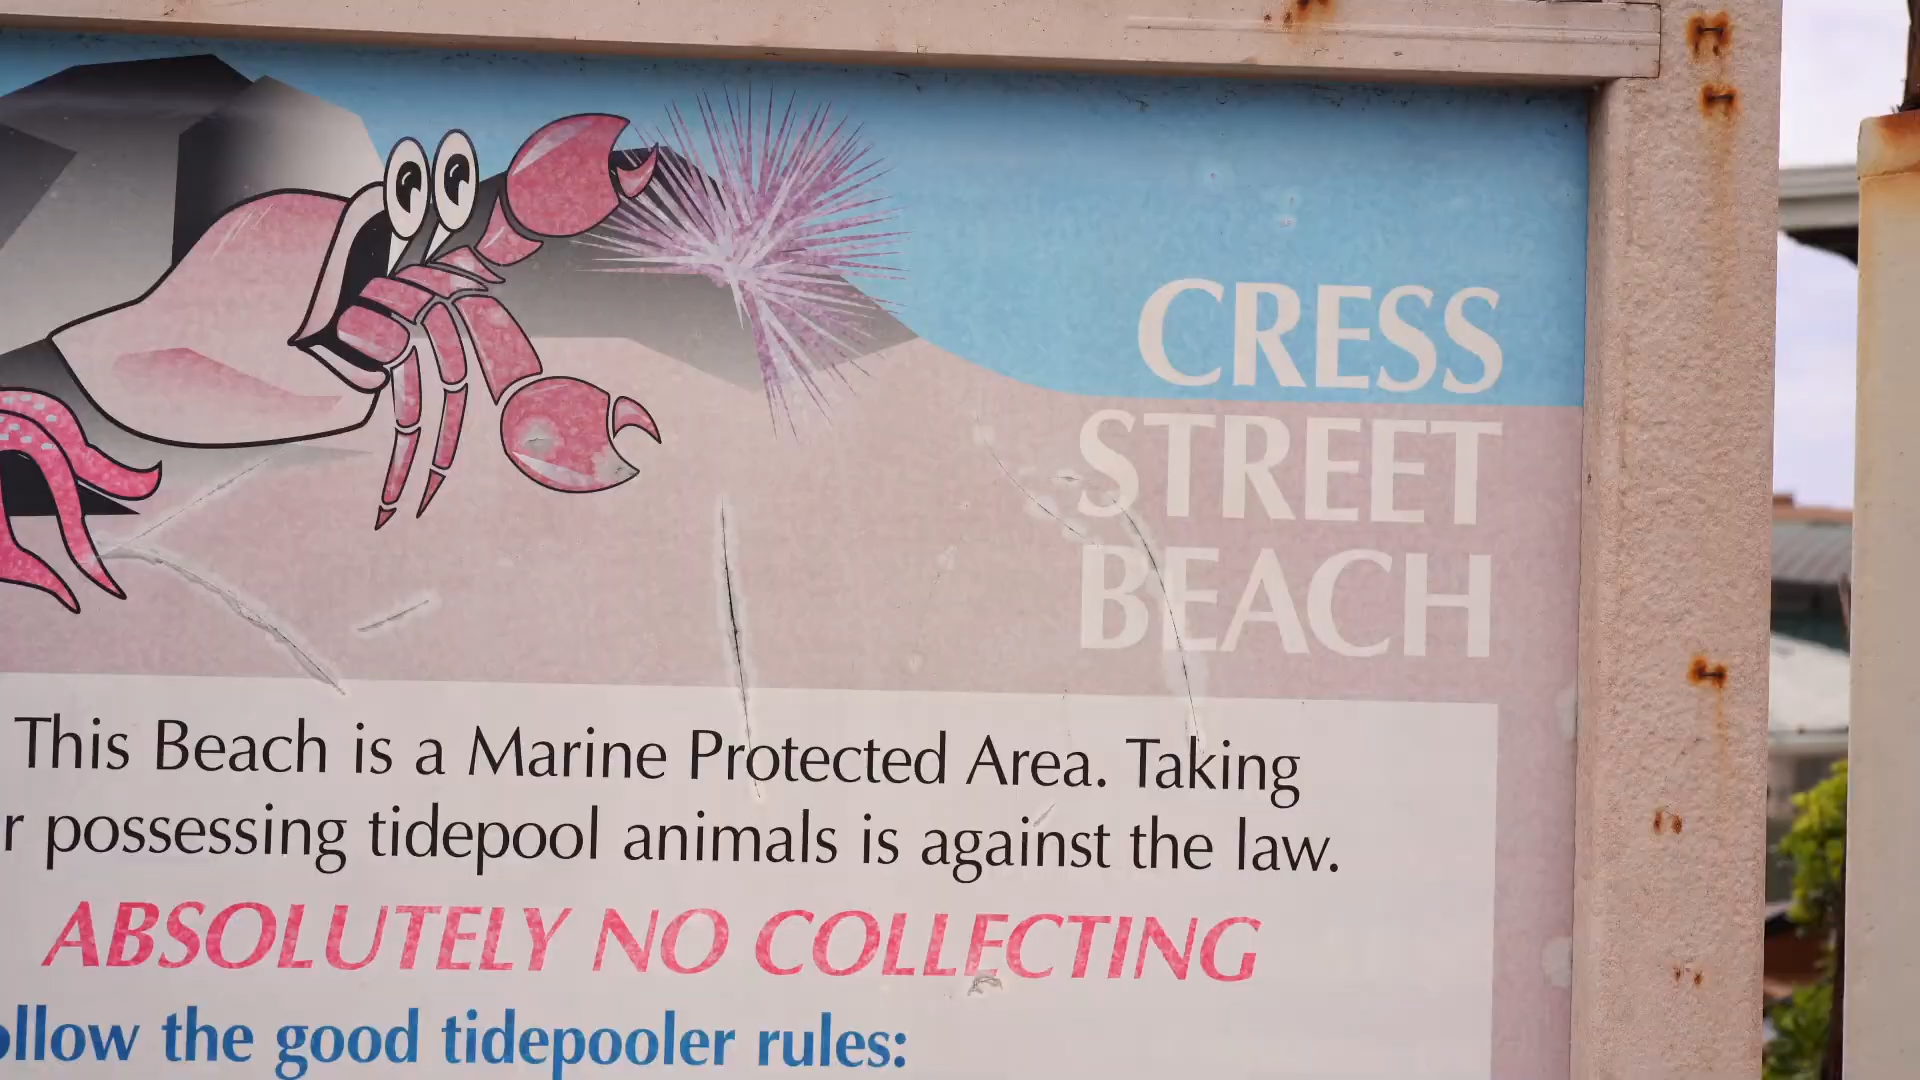 CRESS
STREET
BEACH
This Beach is a Marine Protected Area. Taking
r possessing tidepool animals is against the law.
ABSOLUTELY NO COLLECTING
ollow the good tidepooler rules: